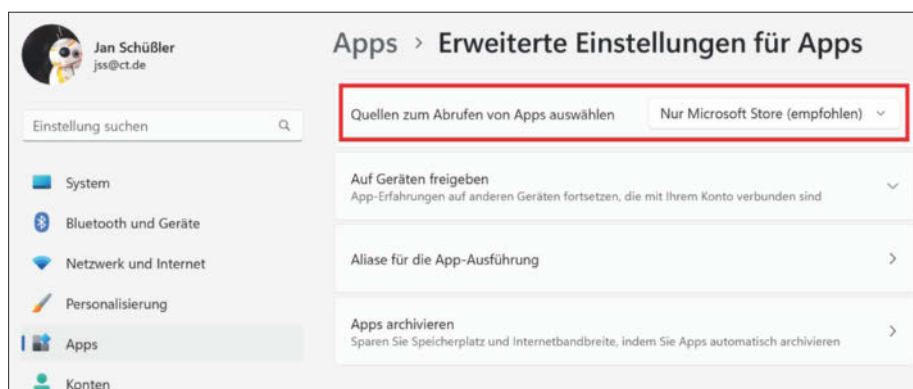 Jan Schüßler
jss@ct.de
Einstellung suchen
System
Bluetooth und Geräte
Netzwerk und Internet
Personalisierung
Apps
Konten
Apps > Erweiterte Einstellungen für Apps
Quellen zum Abrufen von Apps auswählen Nur Microsoft Store (empfohlen)
Auf Geräten freigeben
App-Erfahrungen auf anderen Geräten fortsetzen, die mit Ihrem Konto verbunden sind
Aliase für die App-Ausführung
Apps archivieren
Sparen Sie Speicherplatz und Internetbandbreite, indem Sie Apps automatisch archivieren